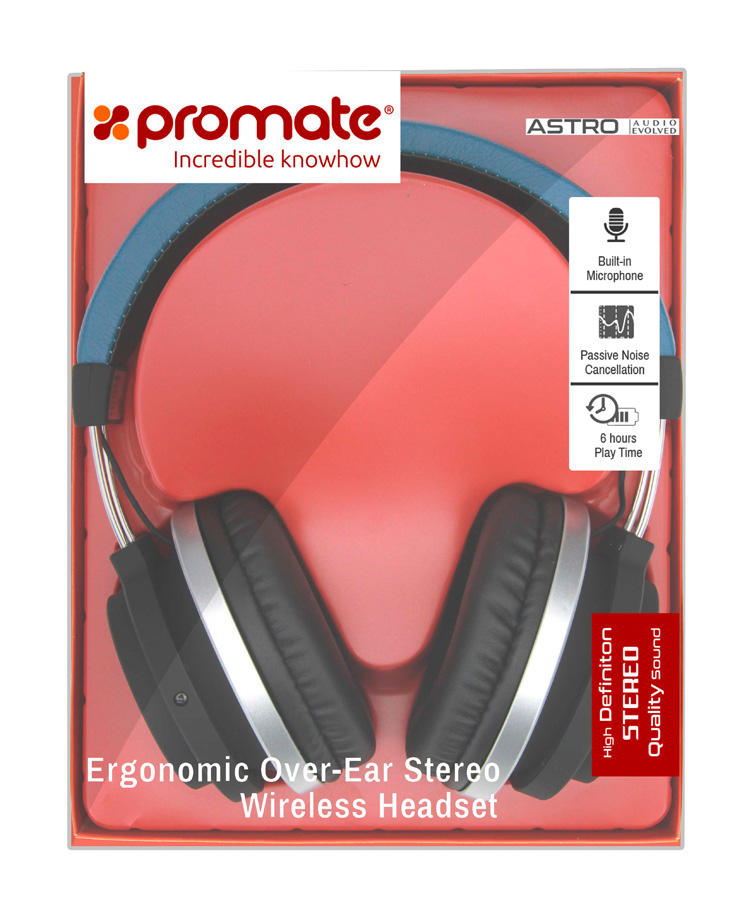 promate®
Incredible knowhow
ASTRO AUDIO
EVOLVED
Built-in
Microphone
Passive Noise
Cancellation
6 hours
Play Time
High Definiton
STEREO
Quality Sound
Ergonomic Over-Ear Stereo
Wireless Headset